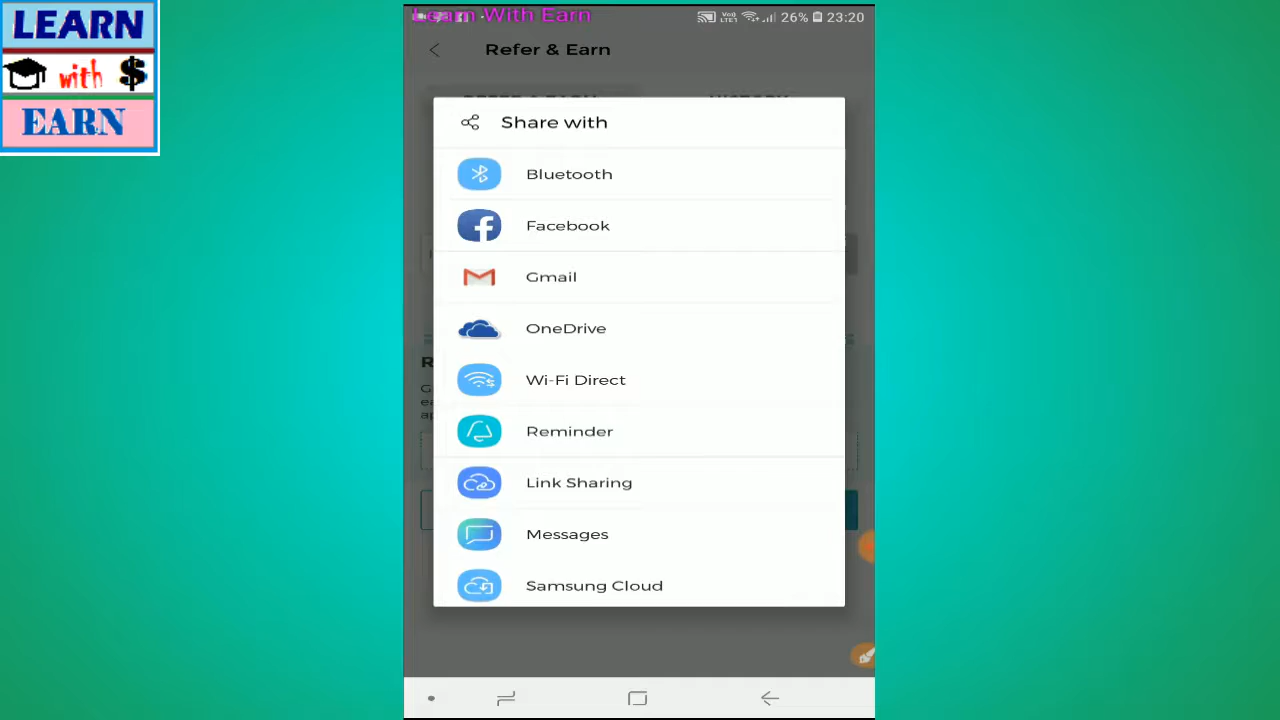 LEARN
with $
EARN
Learn With Earn
26% 23:20
Refer & Earn
REFER & EARN HISTORY
Share with
Bluetooth
Facebook
Gmail
OneDrive
Wi-Fi Direct
Reminder
Link Sharing
Messages
Samsung Cloud